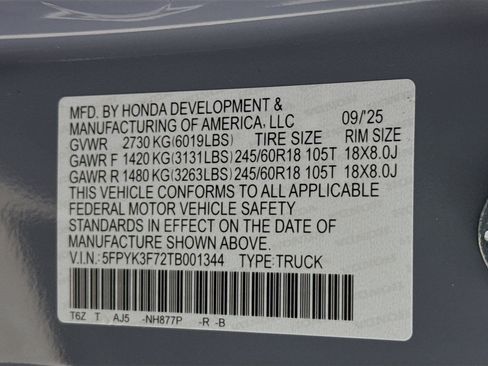 MFD. BY HONDA DEVELOPMENT &
MANUFACTURING OF AMERICA, LLC 09/'25
GVWR 2730 KG(6019LBS) TIRE SIZE RIM SIZE
GAWR F 1420 KG(3131LBS) 245/60R18 105T 18X8.0J
GAWR R 1480 KG(3263LBS) 245/60R18 105T 18X8.0J
THIS VEHICLE CONFORMS TO ALL APPLICABLE
FEDERAL MOTOR VEHICLE SAFETY
STANDARDS IN EFFECT ON THE DATE OF
MANUFACTURE SHOWN ABOVE.
V.I.N.: 5FPYK3F72TB001344 TYPE:TRUCK
T6Z T AJ5 -NH877P -R -B